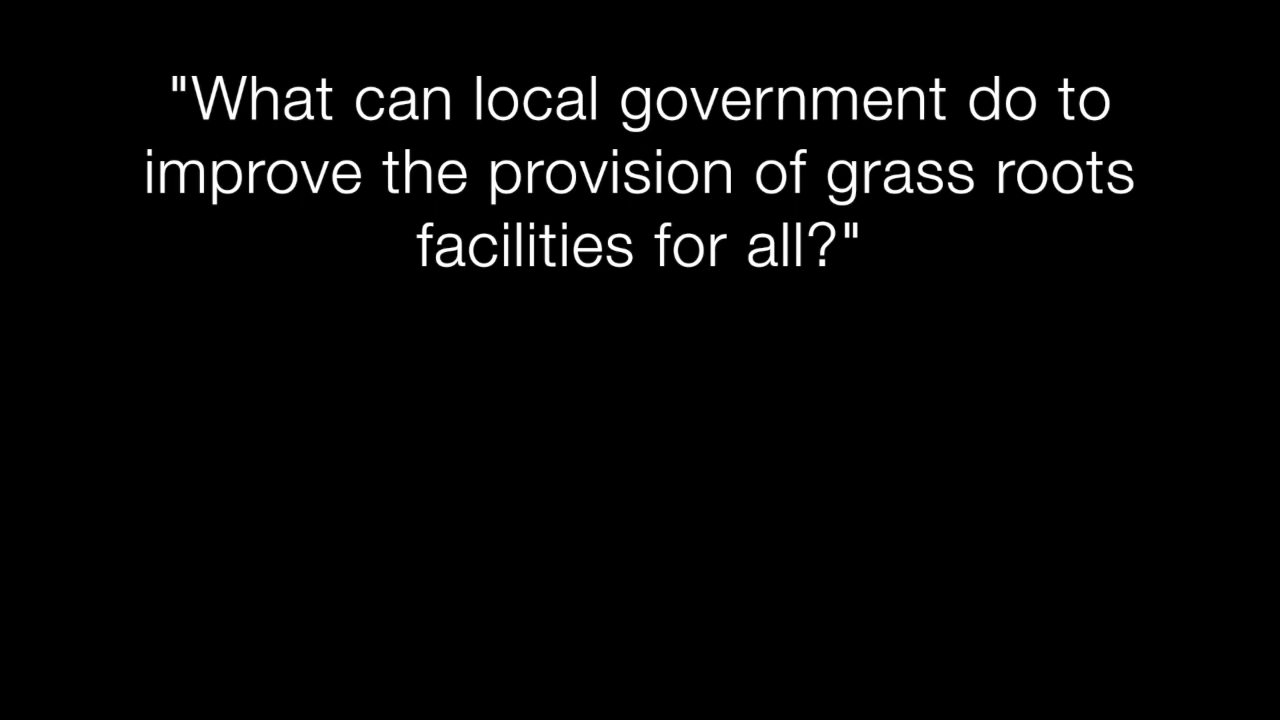 "What can local government do to
improve the provision of grass roots
facilities for all?"